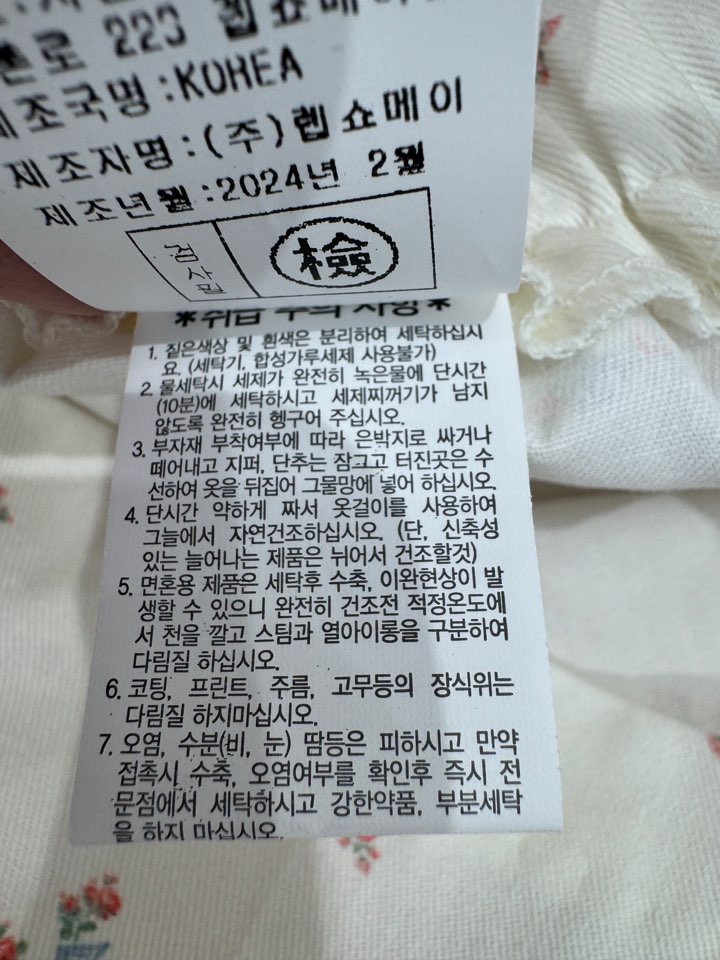 로 223
제조국명:KOREA
제조자명:(주)렙쇼메이
제조년월:2024년 2월
검사필
檢
*취급 주의 사항*
1. 짙은색상 및 흰색은 분리하여 세탁하십시
요. (세탁기, 합성가루세제 사용불가)
2. 물세탁시 세제가 완전히 녹은물에 단시간
(10분)에 세탁하시고 세제찌꺼기가 남지
않도록 완전히 헹구어 주십시오.
3. 부자재 부착여부에 따라 은박지로 싸거나
떼어내고 지퍼, 단추는 잠그고 터진곳은 수
선하여 옷을 뒤집어 그물망에 넣어 하십시오.
4. 단시간 약하게 짜서 옷걸이를 사용하여
그늘에서 자연건조하십시오. (단, 신축성
있는 늘어나는 제품은 뉘어서 건조할것)
5. 면혼용 제품은 세탁후 수축, 이완현상이 발
생할 수 있으니 완전히 건조전 적정온도에
서 천을 깔고 스팀과 열아이롱을 구분하여
다림질 하십시오.
6. 코팅, 프린트, 주름, 고무등의 장식위는
다림질 하지마십시오.
7. 오염, 수분(비, 눈) 땀등은 피하시고 만약
접촉시 수축, 오염여부를 확인후 즉시 전
문점에서 세탁하시고 강한약품, 부분세탁
을 하지 마십시오.